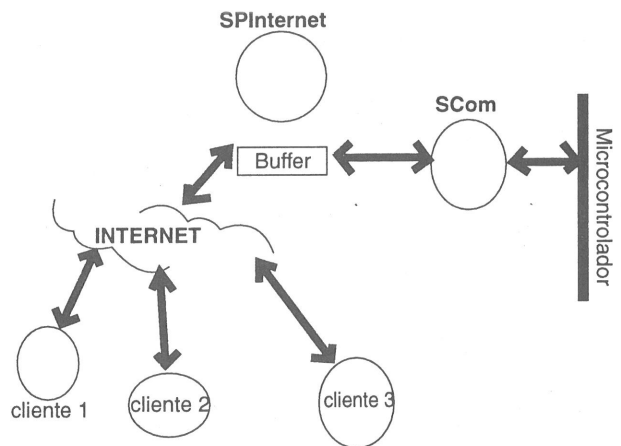 SPInternet
SCom
Microcontrolador
Buffer
INTERNET
cliente 1
cliente 2
cliente 3